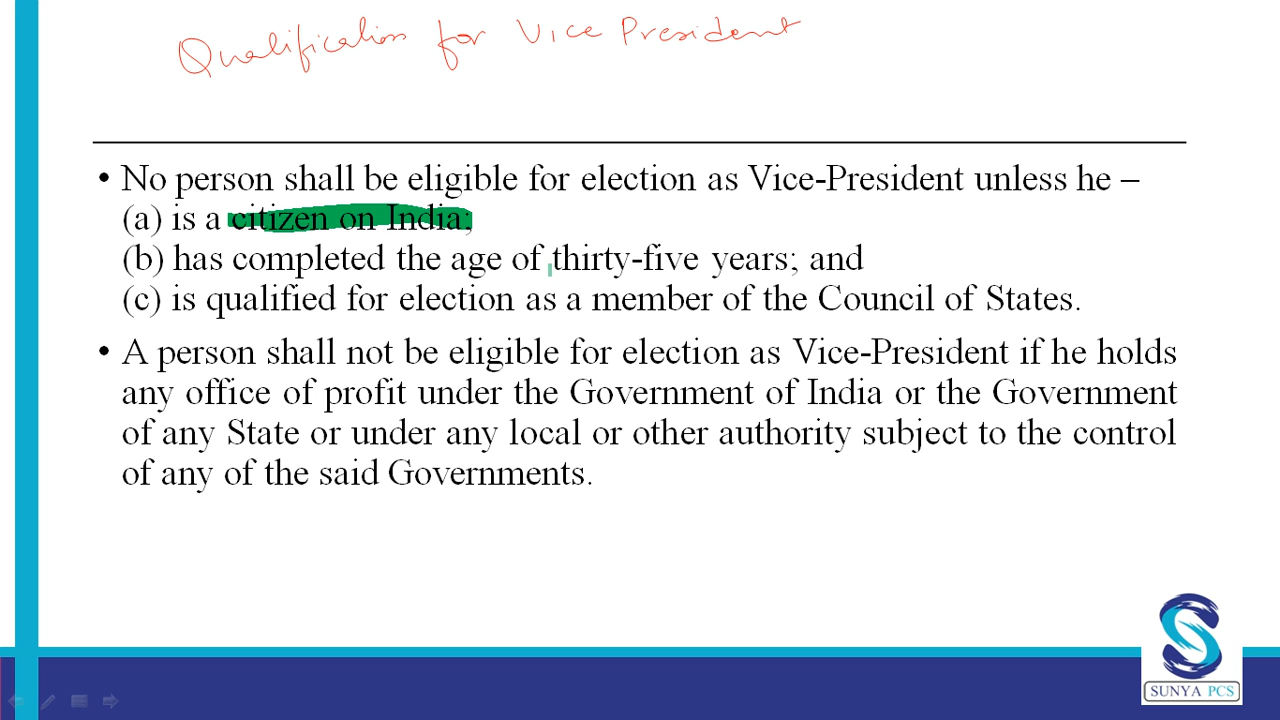 Qualification for Vice President
• No person shall be eligible for election as Vice-President unless he –
(a) is a citizen on India;
(b) has completed the age of thirty-five years; and
(c) is qualified for election as a member of the Council of States.
• A person shall not be eligible for election as Vice-President if he holds
any office of profit under the Government of India or the Government
of any State or under any local or other authority subject to the control
of any of the said Governments.
SUNYA PCS